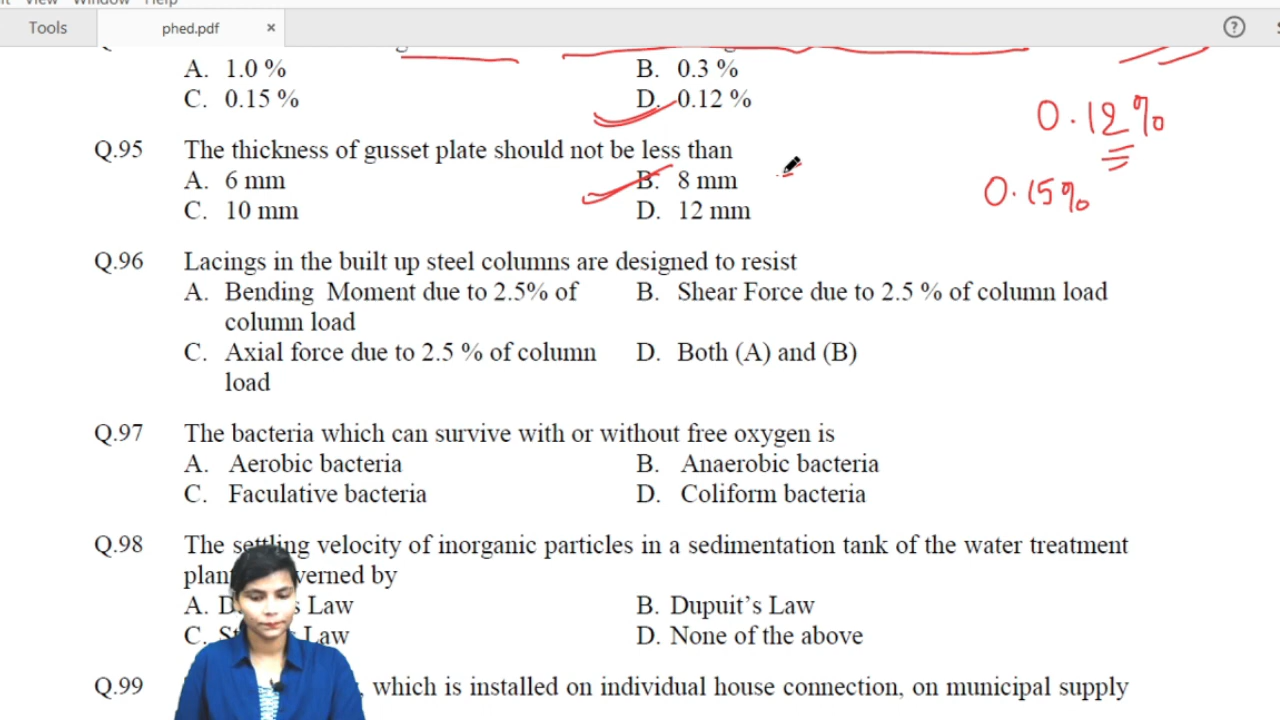 View Window Help
Tools phed.pdf ×
A. 1.0 % B. 0.3 %
C. 0.15 % D. 0.12 %
0.12%
Q.95 The thickness of gusset plate should not be less than
A. 6 mm B. 8 mm
0.15%
C. 10 mm D. 12 mm
Q.96 Lacings in the built up steel columns are designed to resist
A. Bending Moment due to 2.5% of B. Shear Force due to 2.5 % of column load
column load
C. Axial force due to 2.5 % of column D. Both (A) and (B)
load
Q.97 The bacteria which can survive with or without free oxygen is
A. Aerobic bacteria B. Anaerobic bacteria
C. Faculative bacteria D. Coliform bacteria
Q.98 The settling velocity of inorganic particles in a sedimentation tank of the water treatment
by
A. Law B. Dupuit's Law
C. Law D. None of the above
Q.99 which is installed on individual house connection, on municipal supply